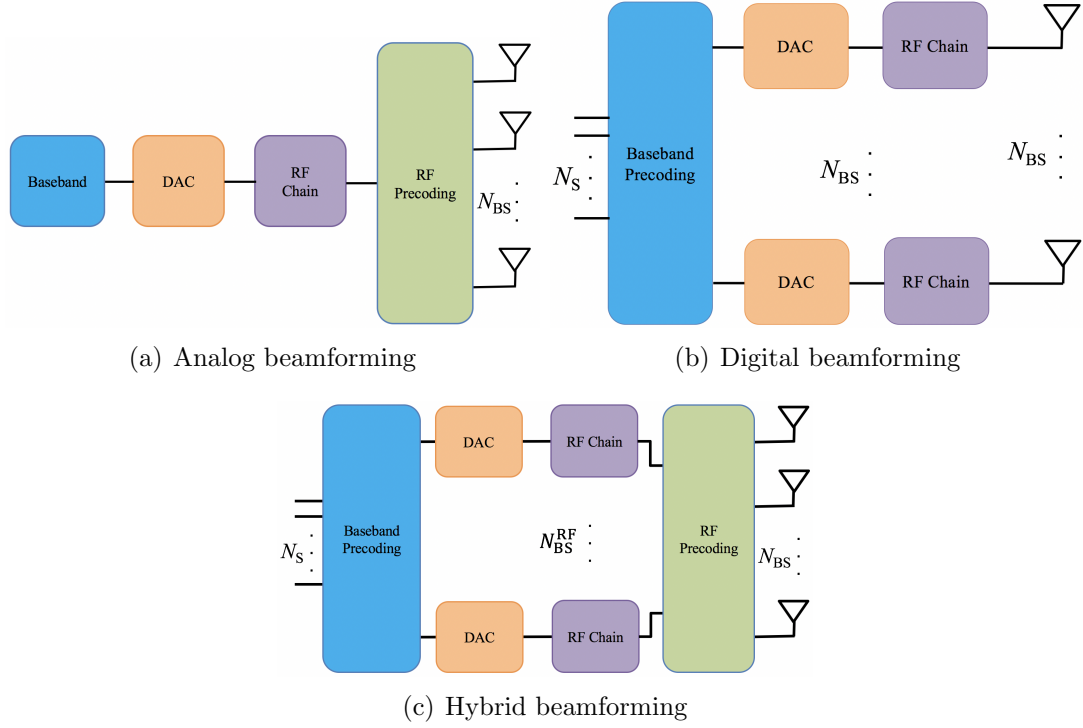 Baseband
DAC
RF
Chain
RF
Precoding
N_BS
(a) Analog beamforming
N_S
Baseband
Precoding
DAC
RF Chain
N_BS
N_BS
DAC
RF Chain
(b) Digital beamforming
N_S
Baseband
Precoding
DAC
RF Chain
N_BS^RF
DAC
RF Chain
RF
Precoding
N_BS
(c) Hybrid beamforming